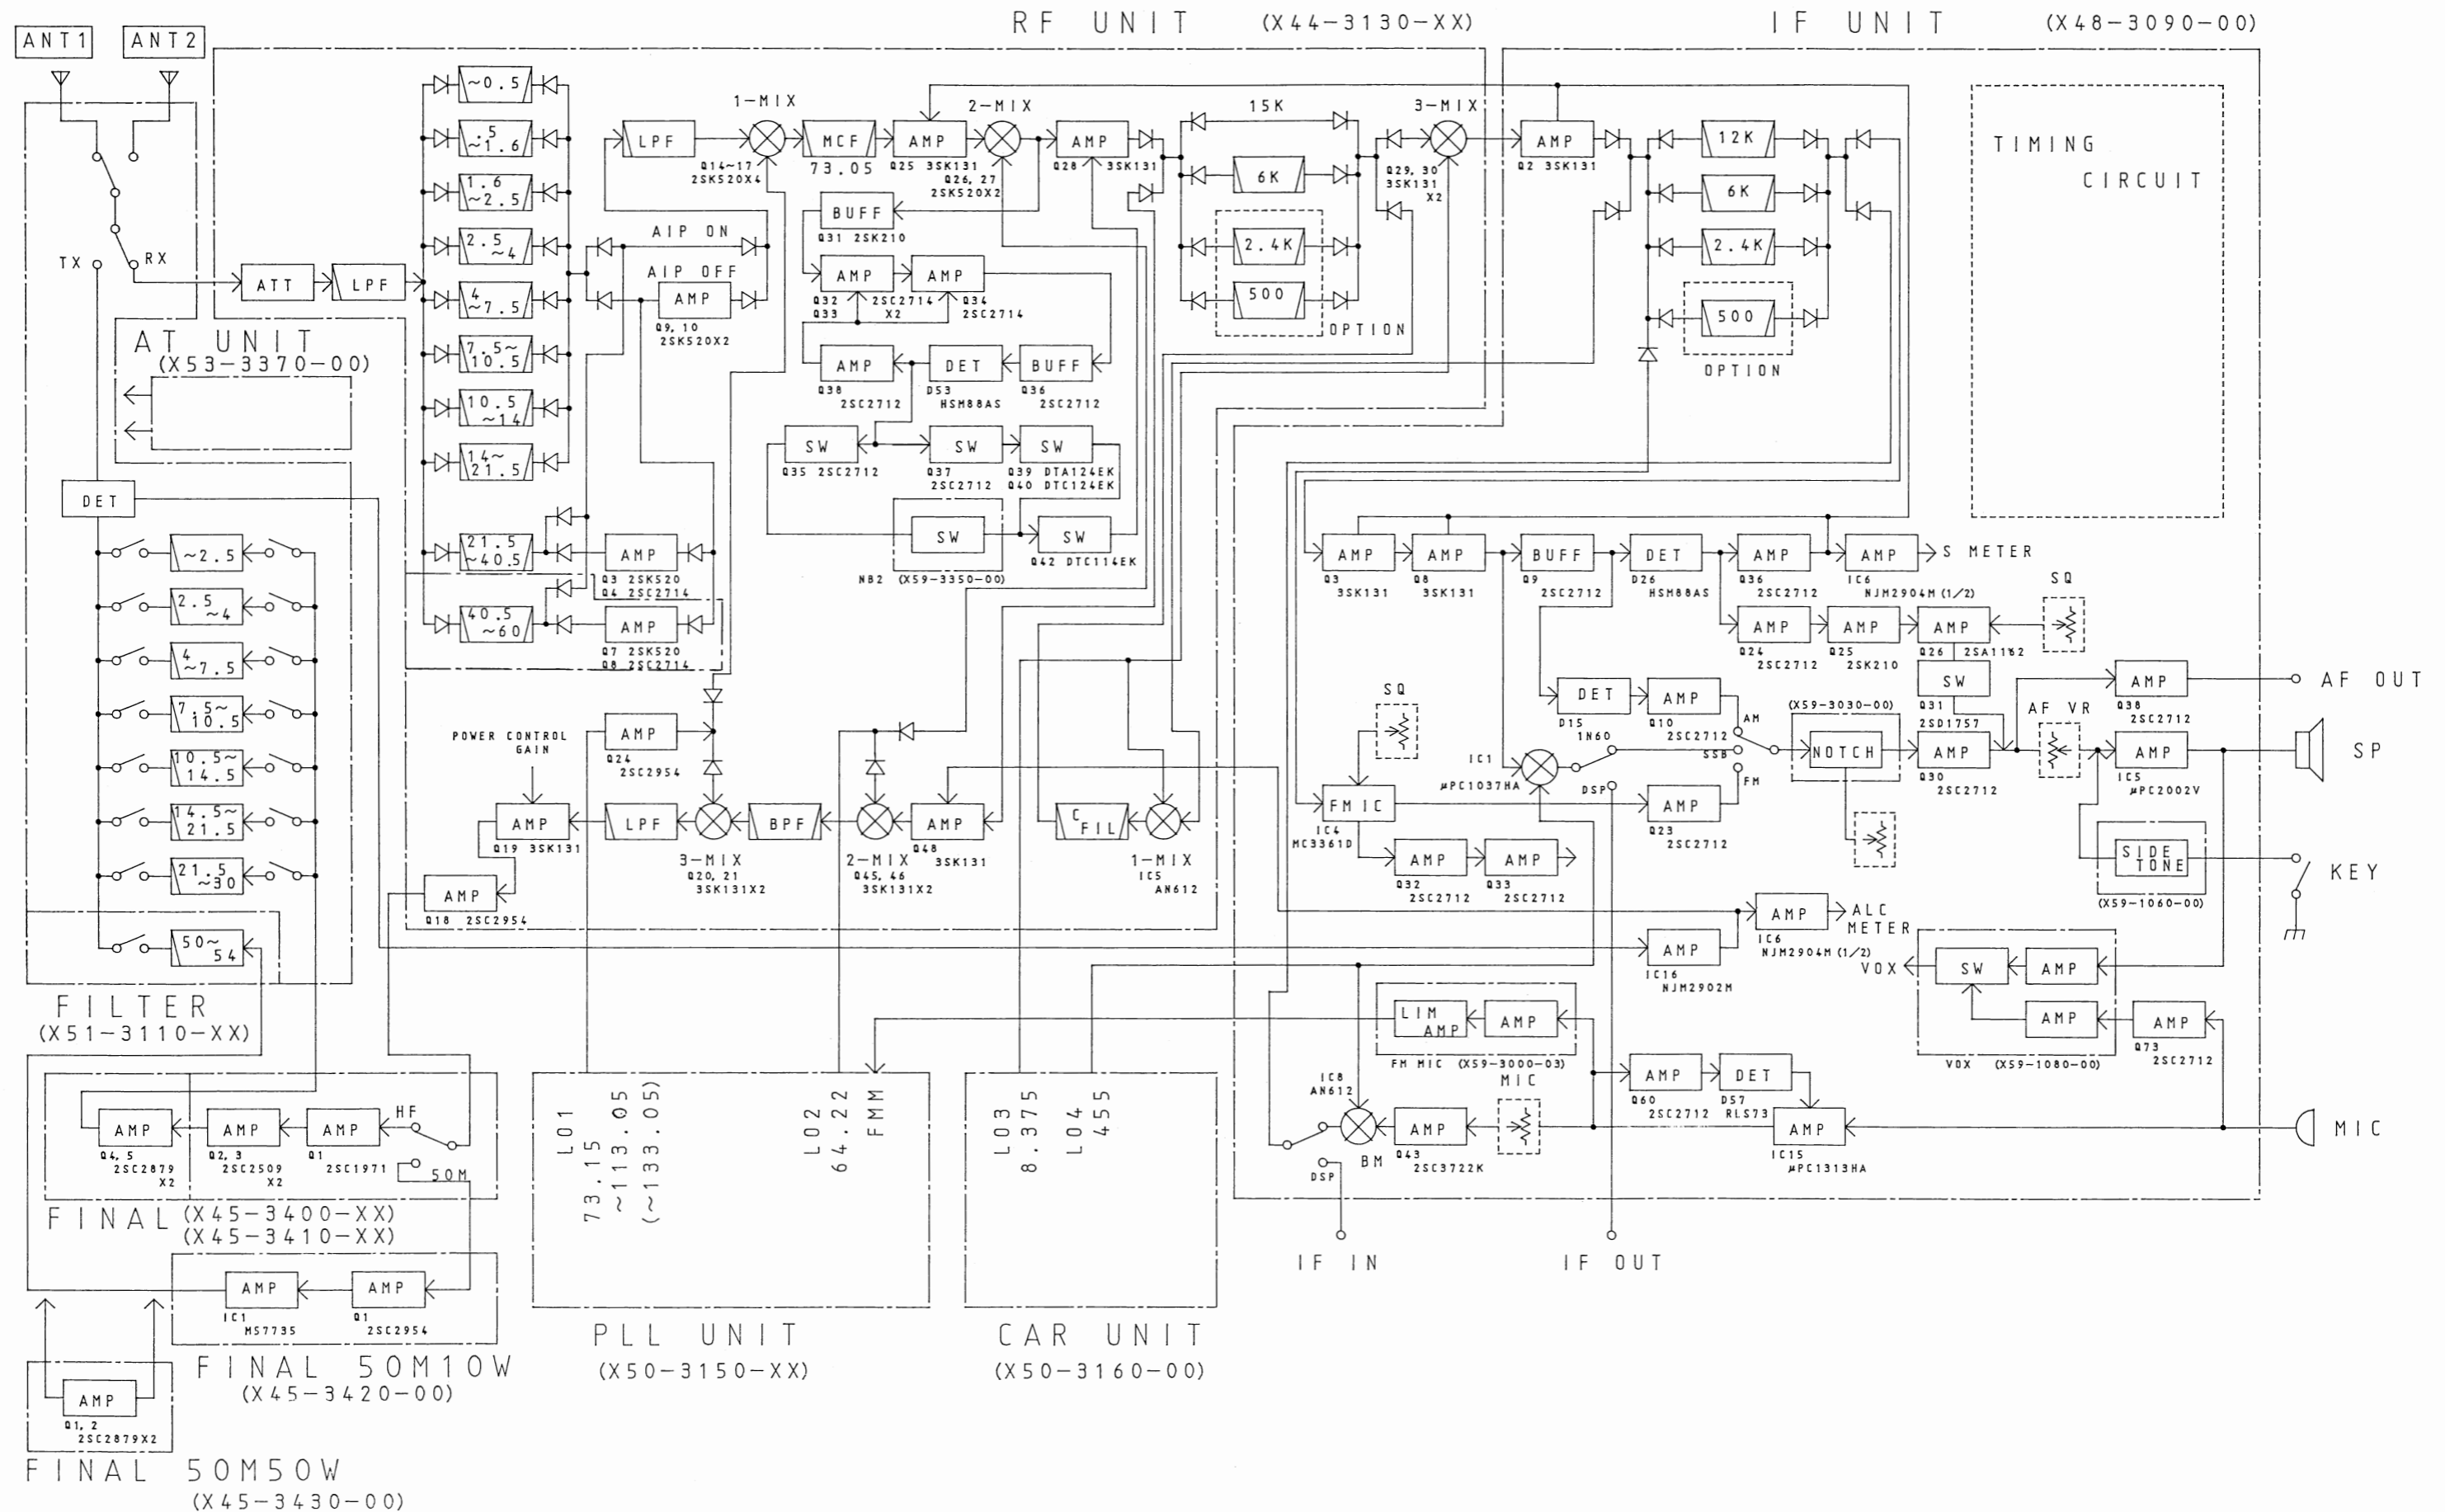 RF UNIT (X44-3130-XX)
IF UNIT (X48-3090-00)
ANT1
ANT2
TX
RX
ATT
LPF
AT UNIT
(X53-3370-00)
~0.5
.5
~1.6
1.6
~2.5
2.5
~4
4
~7.5
7.5~
10.5
10.5
~14
14~
21.5
21.5
~40.5
40.5
~60
AMP
Q3 2SK520
Q4 2SC2714
AMP
Q7 2SK520
Q8 2SC2714
AIP ON
AIP OFF
AMP
Q9, 10
2SK520X2
LPF
1-MIX
Q14~17
2SK520X4
MCF
73.05
AMP
Q25 3SK131
2-MIX
Q26, 27
2SK520X2
AMP
Q28 3SK131
BUFF
Q31 2SK210
AMP
Q32
Q33
2SC2714
X2
AMP
Q34
2SC2714
AMP
Q38
2SC2712
DET
D53
HSM88AS
BUFF
Q36
2SC2712
SW
Q35 2SC2712
SW
Q37
2SC2712
SW
Q39 DTA124EK
Q40 DTC124EK
SW
NB2 (X59-3350-00)
SW
Q42 DTC114EK
15K
6K
2.4K
500
OPTION
3-MIX
Q29, 30
3SK131
X2
AMP
Q2 3SK131
12K
6K
2.4K
500
OPTION
TIMING
CIRCUIT
DET
~2.5
2.5
~4
4
~7.5
7.5~
10.5
10.5~
14.5
14.5~
21.5
21.5
~30
50~
54
FILTER
(X51-3110-XX)
POWER CONTROL
GAIN
AMP
Q24
2SC2954
AMP
Q19 3SK131
LPF
3-MIX
Q20, 21
3SK131X2
BPF
2-MIX
Q45, 46
3SK131X2
AMP
Q48
3SK131
C
FIL
1-MIX
IC5
AN612
AMP
Q18 2SC2954
AMP
Q3
3SK131
AMP
Q8
3SK131
BUFF
Q9
2SC2712
DET
D26
HSM88AS
AMP
Q36
2SC2712
AMP
IC6
NJM2904M (1/2)
S METER
AMP
Q24
2SC2712
AMP
Q25
2SK210
AMP
Q26 2SA1162
SQ
SW
Q31
2SD1757
DET
D15
1N60
AMP
Q10
2SC2712
AM
SSB
FM
(X59-3030-00)
NOTCH
AMP
Q30
2SC2712
AF VR
AMP
Q38
2SC2712
AF OUT
AMP
IC5
μPC2002V
SP
SQ
FM IC
IC4
MC3361D
IC1
μPC1037HA
DSP
AMP
Q23
2SC2712
AMP
Q32
2SC2712
AMP
Q33
2SC2712
SIDE
TONE
(X59-1060-00)
KEY
AMP
IC6
NJM2904M (1/2)
ALC
METER
AMP
IC16
NJM2902M
VOX
SW
AMP
AMP
VOX (X59-1080-00)
AMP
Q73
2SC2712
LIM
AMP
AMP
FM MIC (X59-3000-03)
MIC
AMP
Q60
2SC2712
DET
D57
RLS73
AMP
IC15
μPC1313HA
MIC
IC8
AN612
BM
AMP
Q43
2SC3722K
DSP
IF IN
IF OUT
AMP
Q4, 5
2SC2879
X2
AMP
Q2, 3
2SC2509
X2
AMP
Q1
2SC1971
HF
50M
FINAL (X45-3400-XX)
(X45-3410-XX)
AMP
IC1
M57735
AMP
Q1
2SC2954
FINAL 50M10W
(X45-3420-00)
AMP
Q1, 2
2SC2879X2
FINAL 50M50W
(X45-3430-00)
LO1
73.15
~113.05
(~133.05)
LO2
64.22
FMM
PLL UNIT
(X50-3150-XX)
LO3
8.375
LO4
455
CAR UNIT
(X50-3160-00)